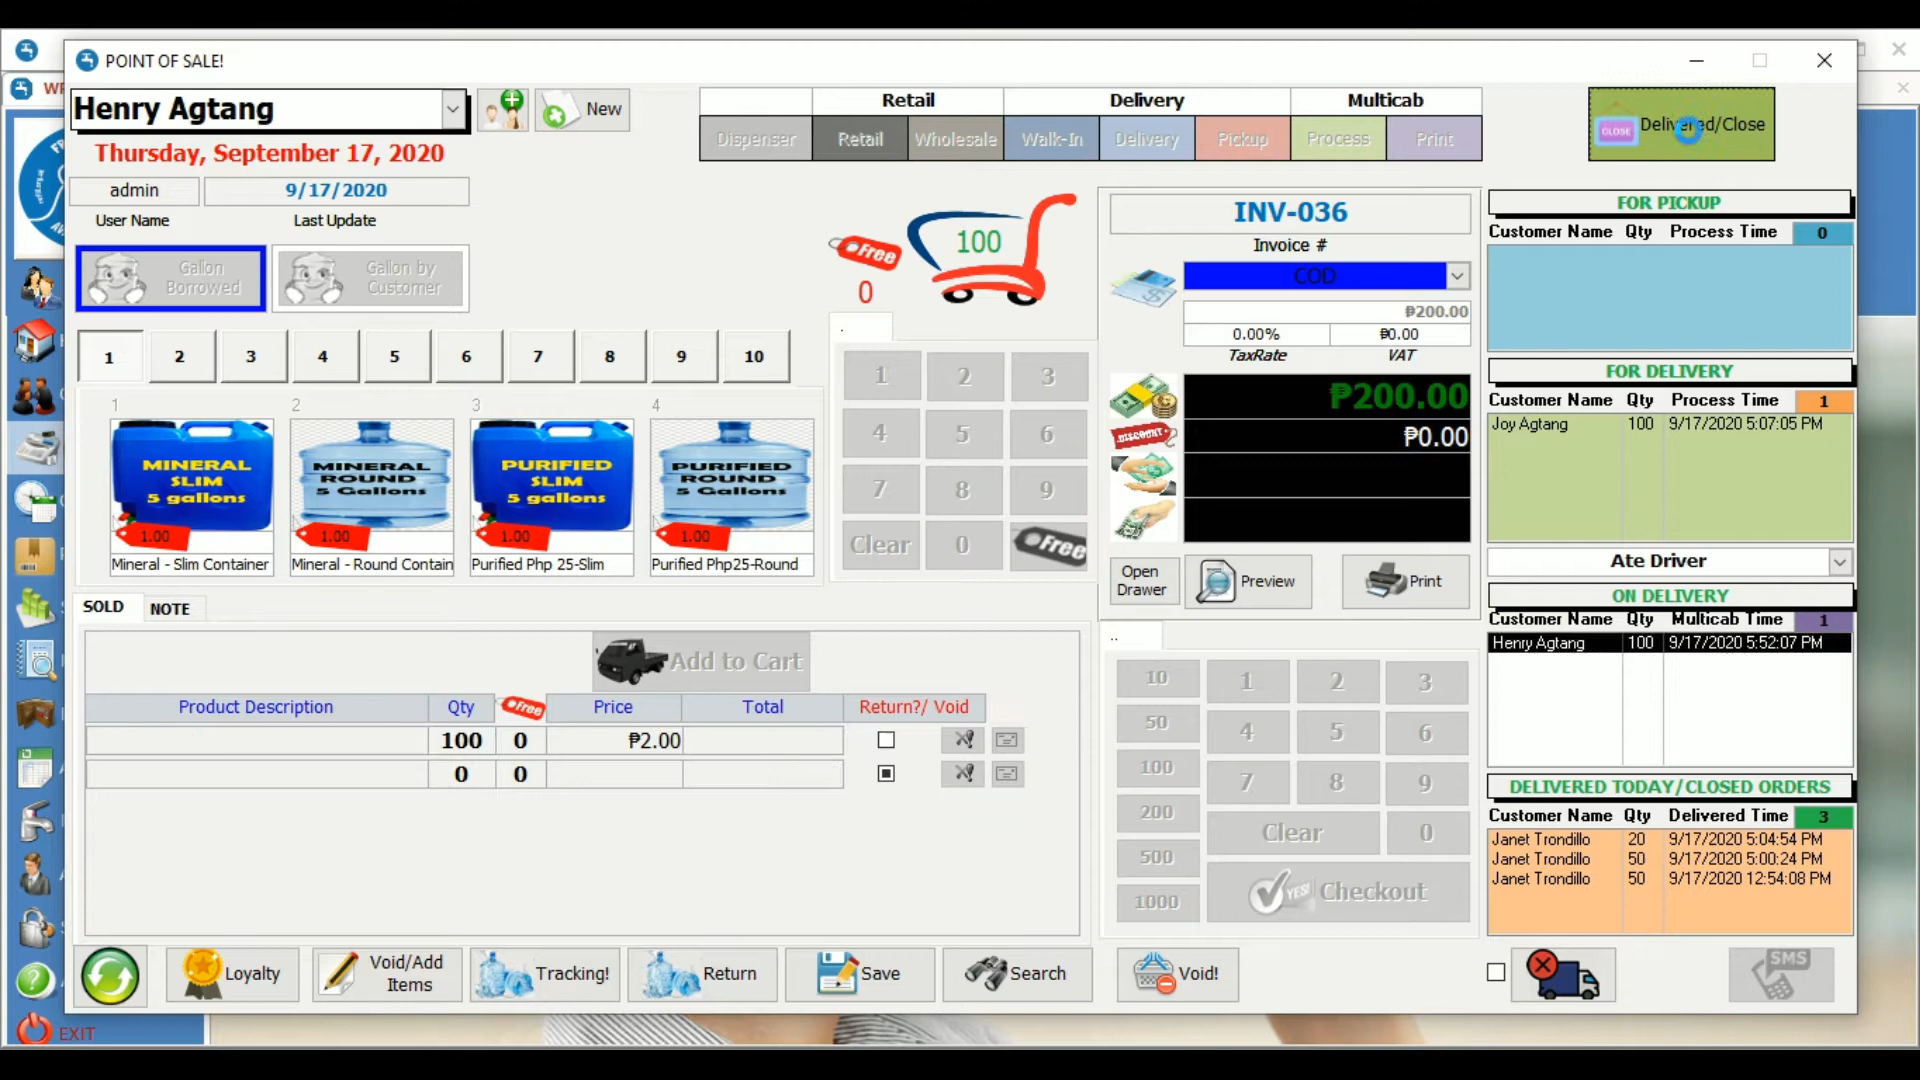 POINT OF SALE!
Henry Agtang
New
Thursday, September 17, 2020
admin
9/17/2020
User Name
Last Update
Gallon Borrowed
Gallon by Customer
Retail
Delivery
Multicab
Dispenser
Retail
Wholesale
Walk-In
Delivery
Pickup
Process
Print
CLOSE
Delivered/Close
Free
0
100
INV-036
Invoice #
COD
₱200.00
0.00%
₱0.00
TaxRate
VAT
₱200.00
DISCOUNT
₱0.00
Open Drawer
Preview
Print
1 2 3 4 5 6 7 8 9 10
1
MINERAL SLIM 5 gallons
1.00
Mineral - Slim Container
2
MINERAL ROUND 5 Gallons
1.00
Mineral - Round Contain
3
PURIFIED SLIM 5 gallons
1.00
Purified Php 25-Slim
4
PURIFIED ROUND 5 Gallons
1.00
Purified Php25-Round
.
1 2 3
4 5 6
7 8 9
Clear 0 Free
SOLD
NOTE
Add to Cart
Product Description Qty Free Price Total Return?/ Void
100 0 ₱2.00
0 0
..
10 1 2 3
50 4 5 6
100 7 8 9
200 Clear 0
500 YES! Checkout
1000
FOR PICKUP
Customer Name Qty Process Time 0
FOR DELIVERY
Customer Name Qty Process Time 1
Joy Agtang 100 9/17/2020 5:07:05 PM
Ate Driver
ON DELIVERY
Customer Name Qty Multicab Time 1
Henry Agtang 100 9/17/2020 5:52:07 PM
DELIVERED TODAY/CLOSED ORDERS
Customer Name Qty Delivered Time 3
Janet Trondillo 20 9/17/2020 5:04:54 PM
Janet Trondillo 50 9/17/2020 5:00:24 PM
Janet Trondillo 50 9/17/2020 12:54:08 PM
Loyalty
Void/Add Items
Tracking!
Return
Save
Search
Void!
SMS
EXIT